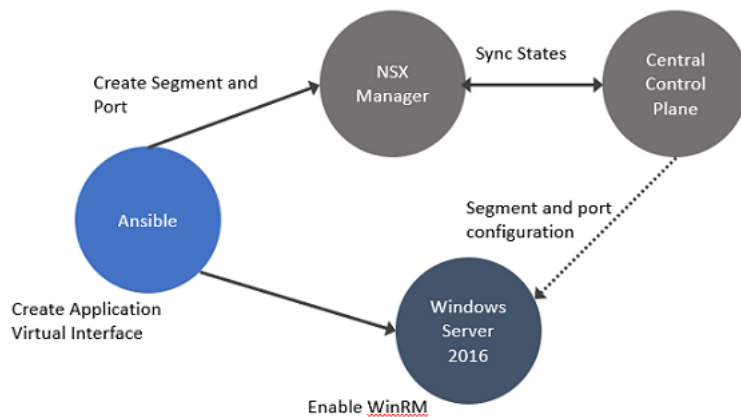 Sync States
Central
Control
Plane
NSX
Manager
Create Segment and
Port
Segment and port
configuration
Ansible
Create Application
Virtual Interface
Windows
Server
2016
Enable WinRM